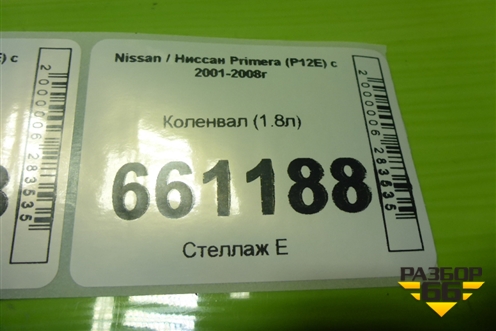 ) с
2000006283535
Nissan / Ниссан Primera (P12E) с
2001-2008г
Коленвал (1.8л)
661188
Стеллаж Е
2000006283535
РАЗБОР
66